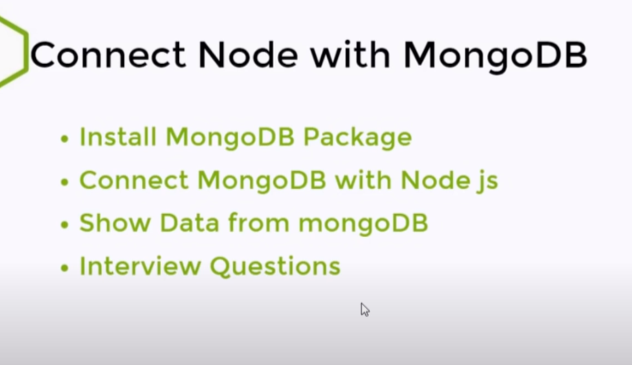 Connect Node with MongoDB
• Install MongoDB Package
• Connect MongoDB with Node js
• Show Data from mongoDB
• Interview Questions